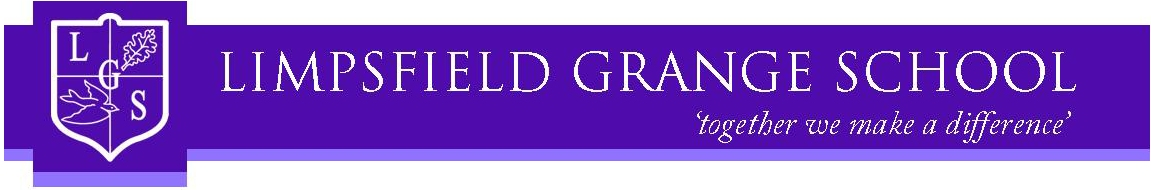 L
G
S
LIMPSFIELD GRANGE SCHOOL
‘together we make a difference’